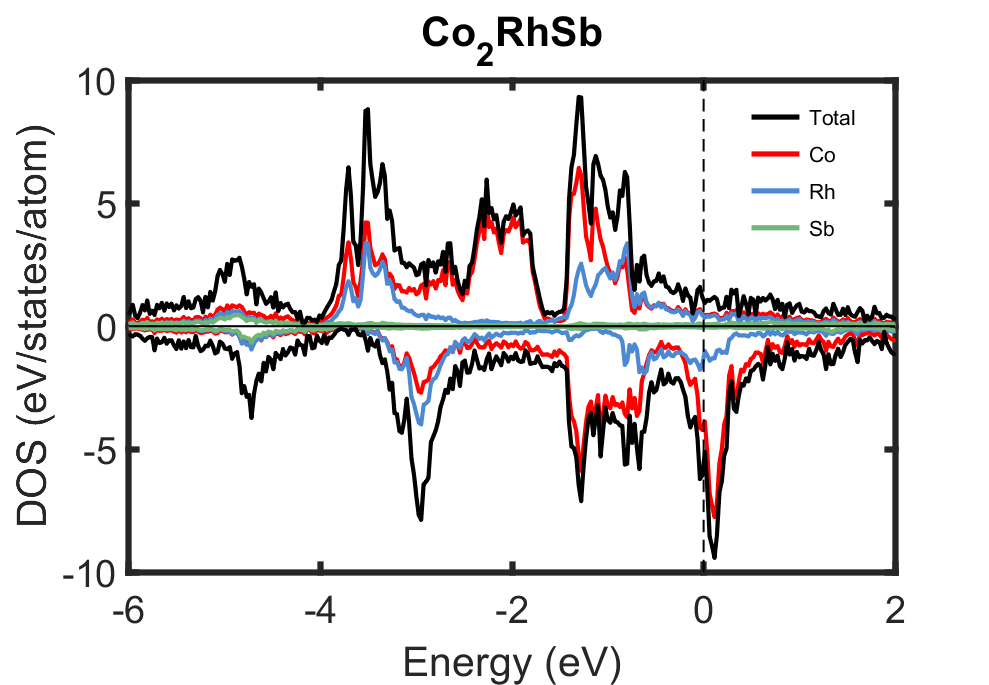 Co₂RhSb
DOS (eV/states/atom)
10
5
0
-5
-10
-6
-4
-2
0
2
Energy (eV)
Total
Co
Rh
Sb